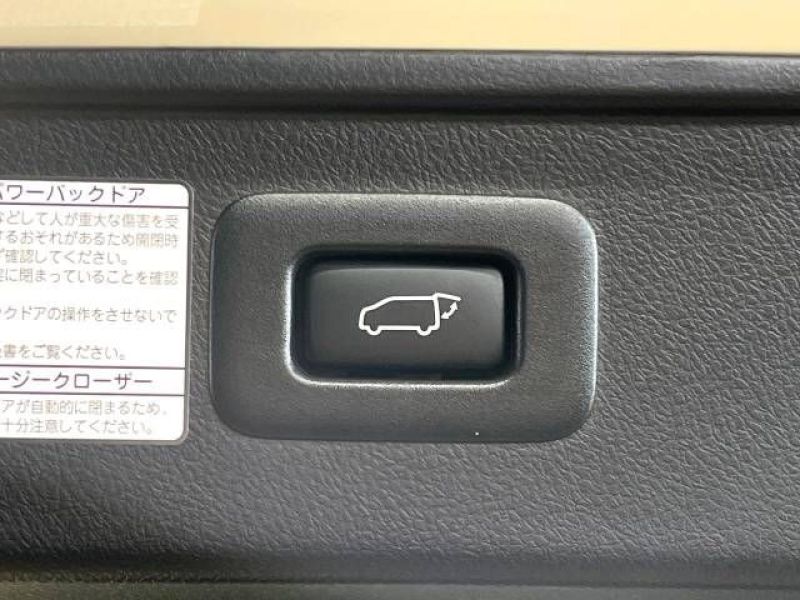 パワーバックドア
などして人が重大な傷害を受
するおそれがあるため開閉時
ず確認してください。
に閉まっていることを確認
ックドアの操作をさせないで
書をご覧ください。
ージークローザー
アが自動的に閉まるため、
十分注意してください。